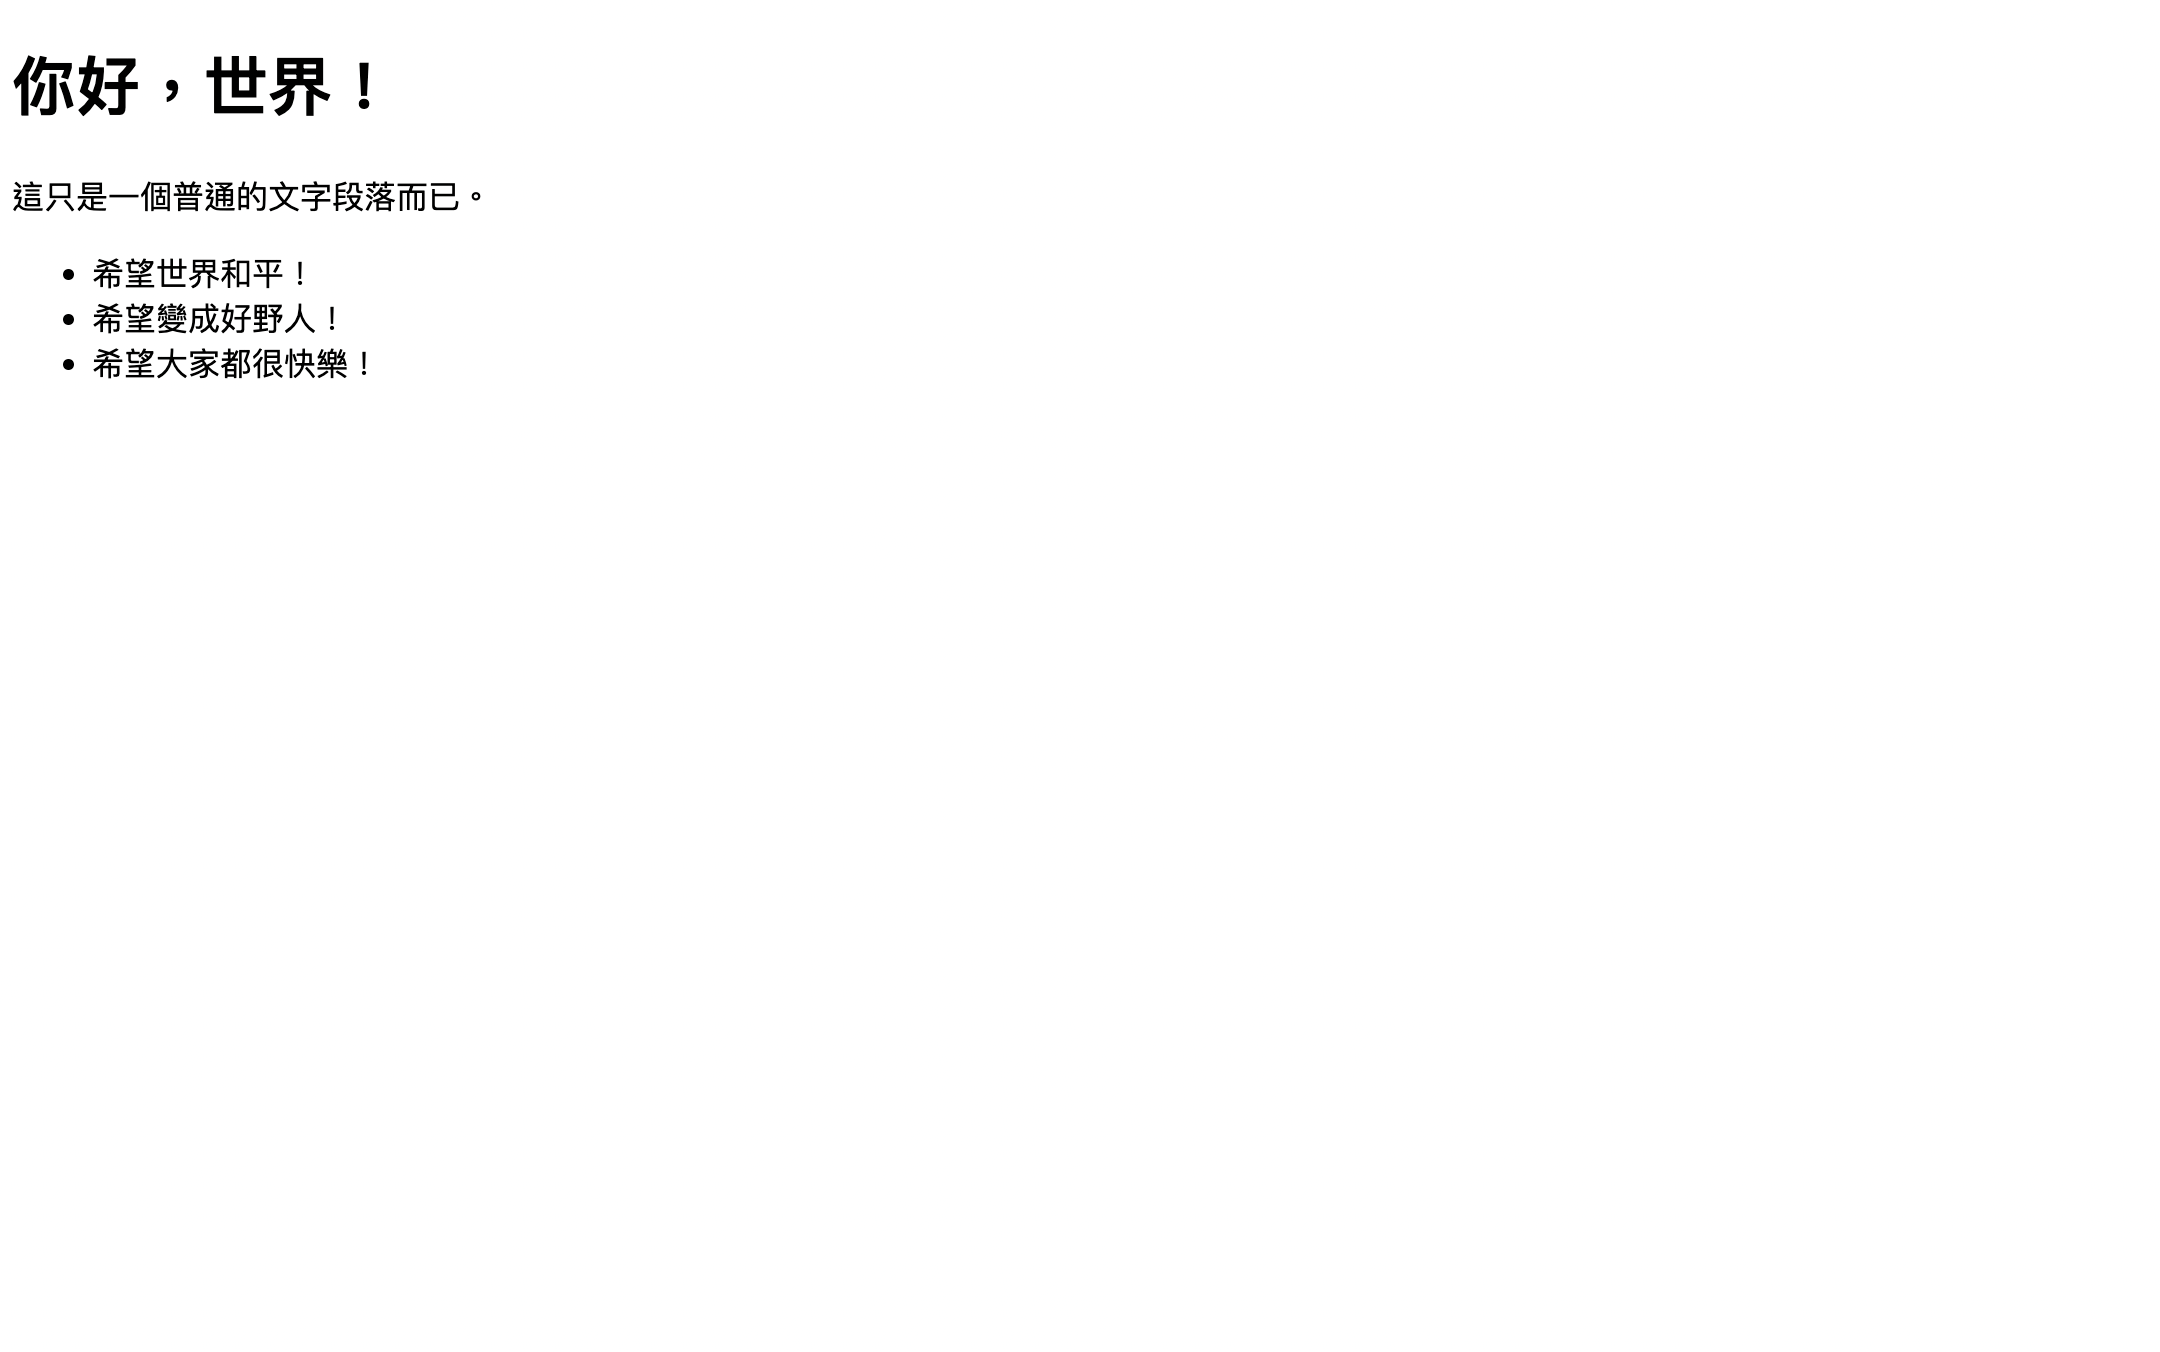 你好，世界！
這只是一個普通的文字段落而已。
• 希望世界和平！
• 希望變成好野人！
• 希望大家都很快樂！